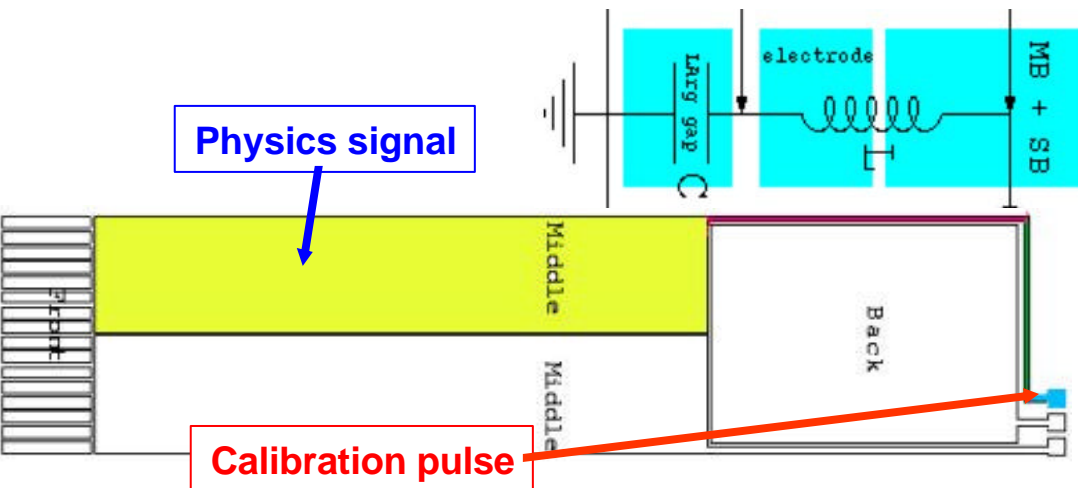 electrode
LArg gap
C
L
MB + SB
Physics signal
Front
Middle
Middle
Back
Calibration pulse